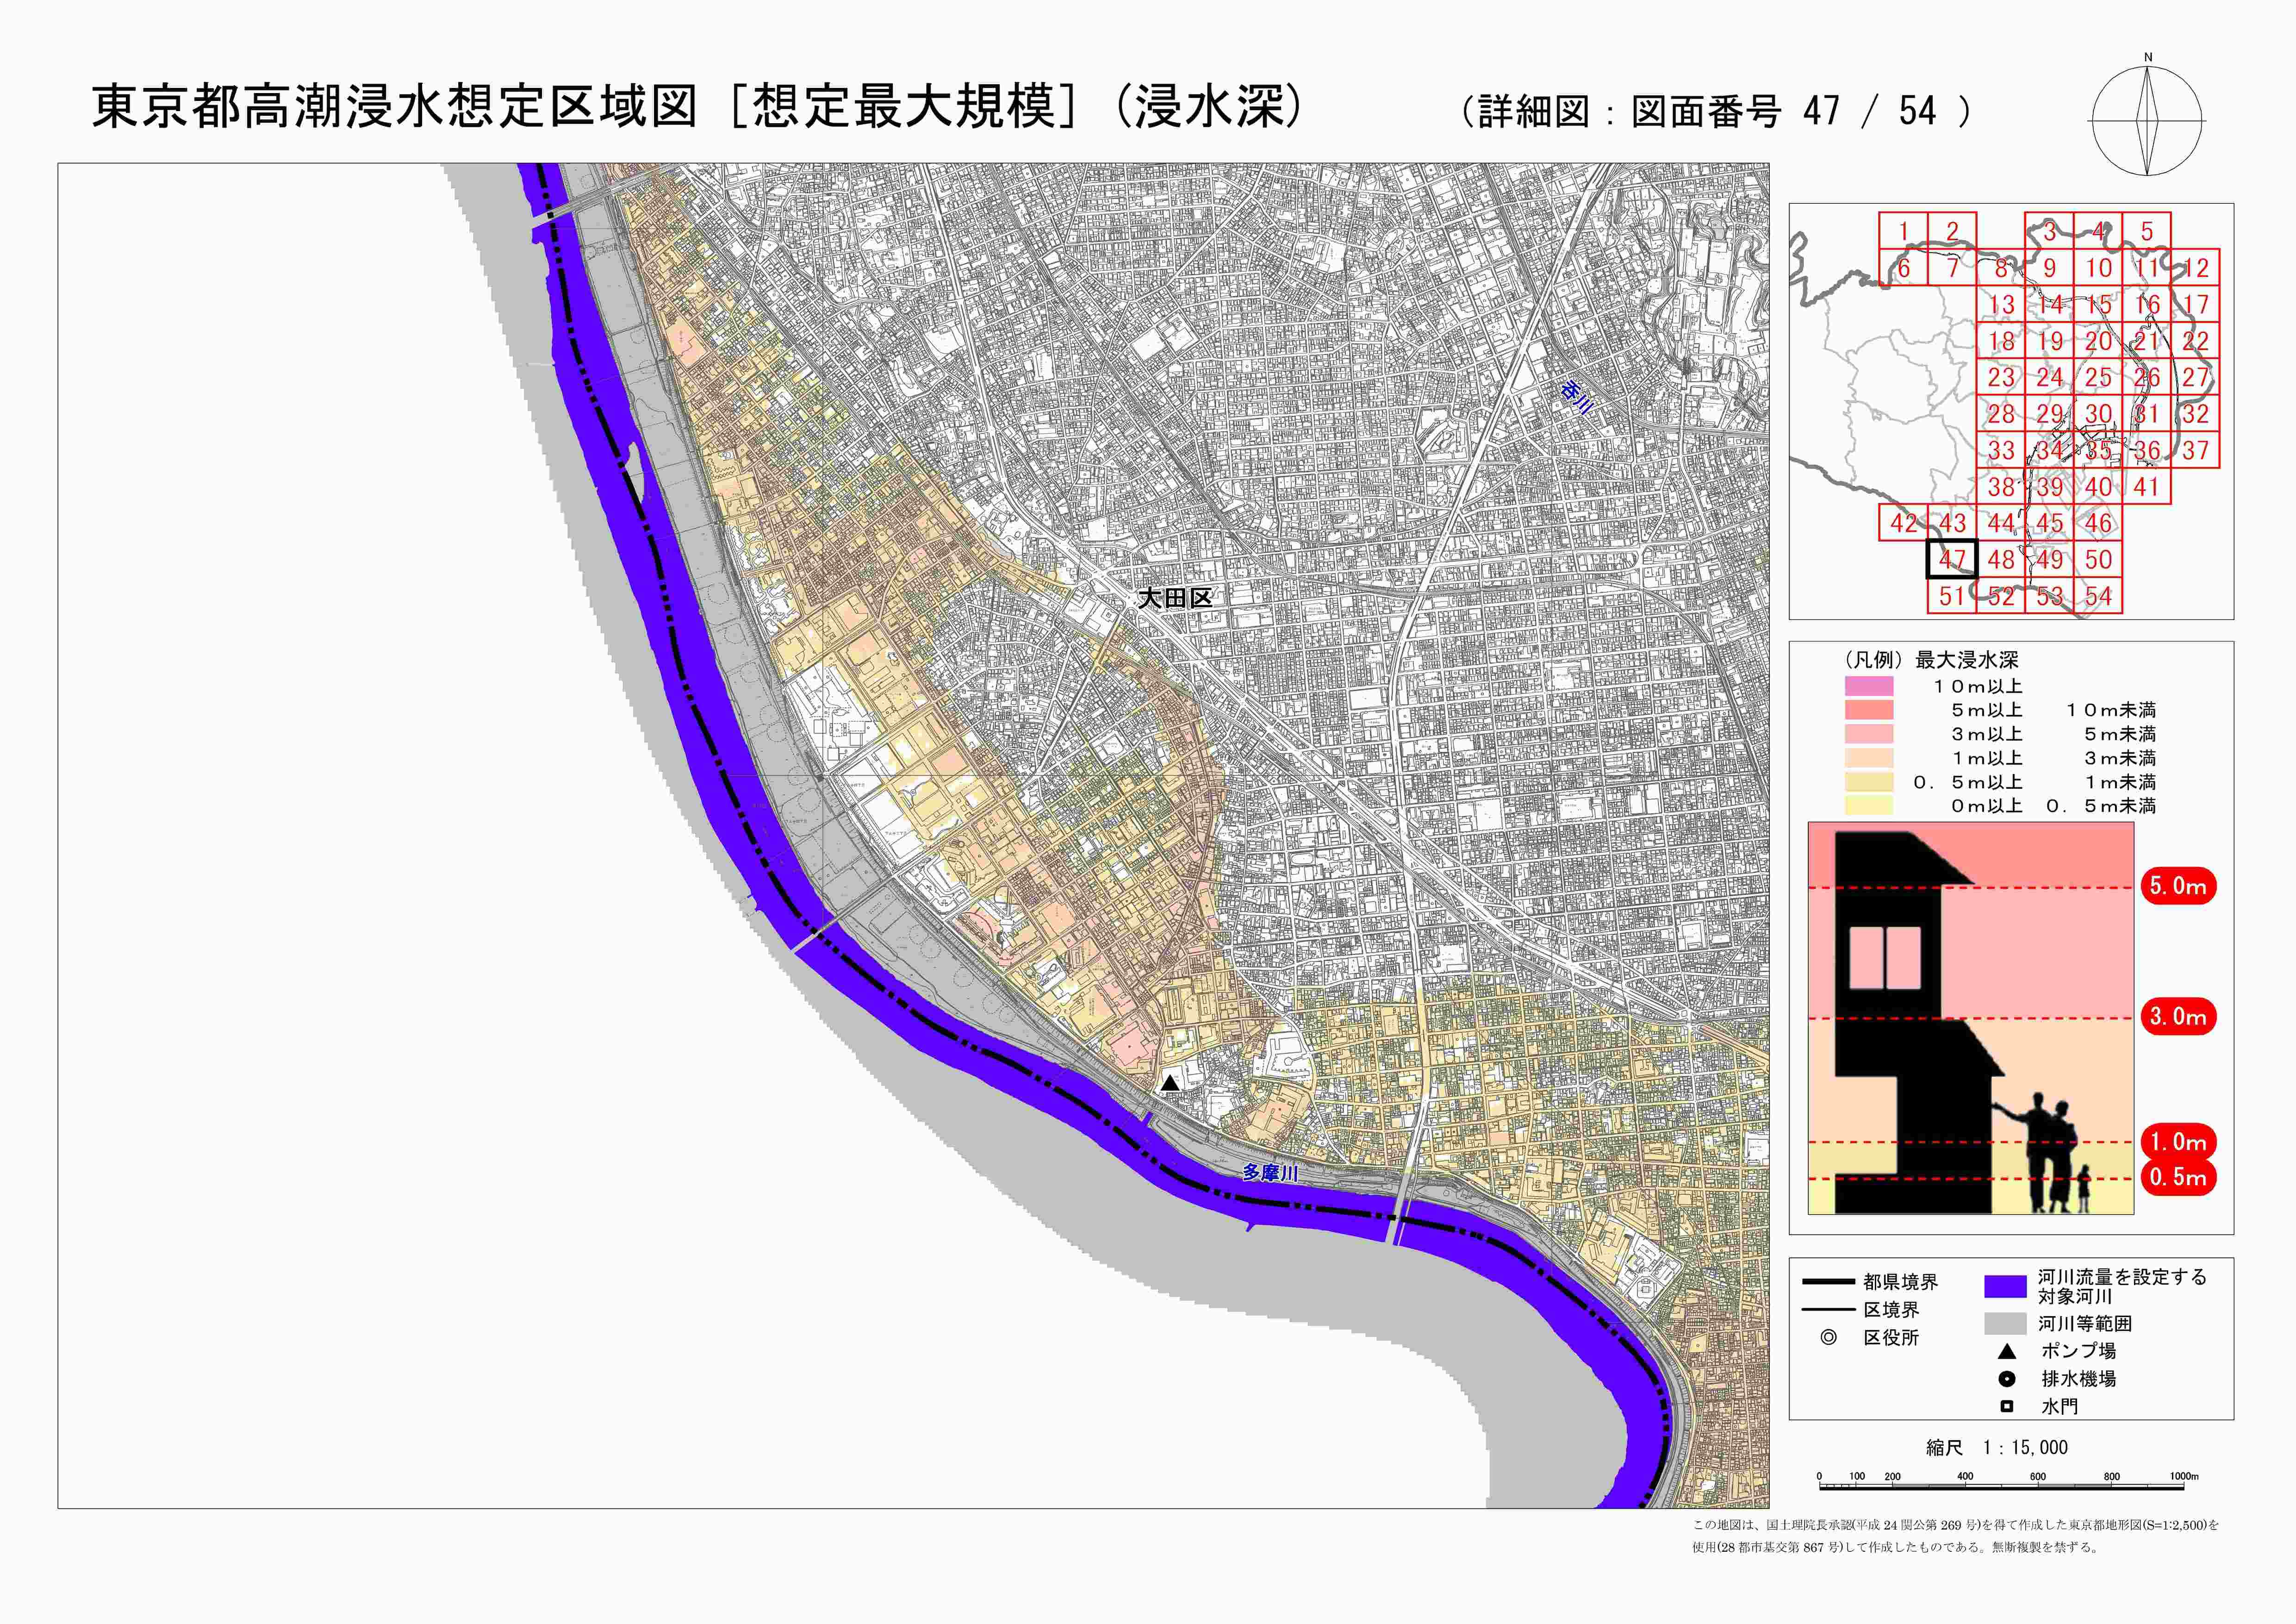 東京都高潮浸水想定区域図［想定最大規模］（浸水深）
（詳細図：図面番号 47 / 54 ）
N
1 2 3 4 5
6 7 8 9 10 11 12
13 14 15 16 17
18 19 20 21 22
23 24 25 26 27
28 29 30 31 32
33 34 35 36 37
38 39 40 41
42 43 44 45 46
47 48 49 50
51 52 53 54
呑川
大田区
多摩川
（凡例）最大浸水深
１０ｍ以上
５ｍ以上 １０ｍ未満
３ｍ以上 ５ｍ未満
１ｍ以上 ３ｍ未満
０．５ｍ以上 １ｍ未満
０ｍ以上 ０．５ｍ未満
5.0m
3.0m
1.0m
0.5m
都県境界
区境界
区役所
河川流量を設定する
対象河川
河川等範囲
ポンプ場
排水機場
水門
縮尺 1：15,000
0 100 200 400 600 800 1000m
この地図は、国土理院長承認(平成 24 関公第 269 号)を得て作成した東京都地形図(S=1:2,500)を
使用(28 都市基交第 867 号)して作成したものである。無断複製を禁ずる。